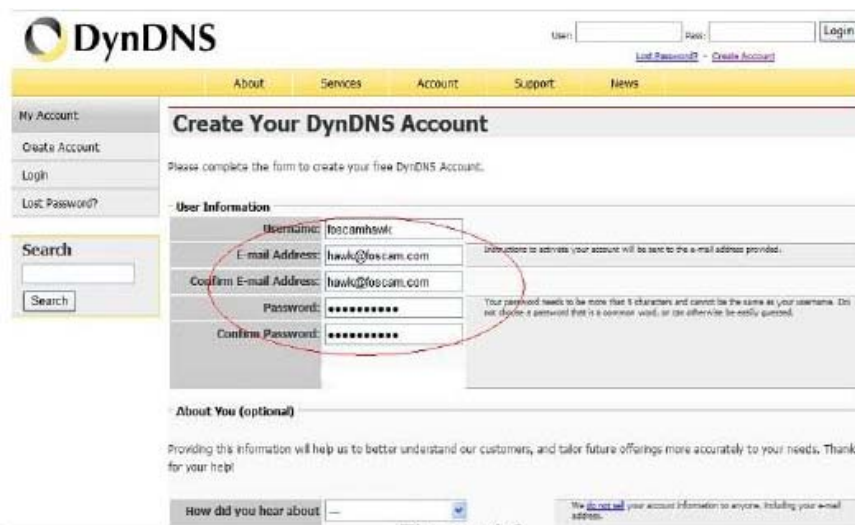 DynDNS
User: Pass: Login
Lost Password? - Create Account
About Services Account Support News
My Account
Create Account
Login
Lost Password?
Search
Search
Create Your DynDNS Account
Please complete the form to create your free DynDNS Account.
User Information
Username: foscamhawk
E-mail Address: hawk@foscam.com
Instructions to activate your account will be sent to the e-mail address provided.
Confirm E-mail Address: hawk@foscam.com
Password: ●●●●●●●●●●
Your password needs to be more than 5 characters and cannot be the same as your username. Do
not choose a password that is a common word, or can otherwise be easily guessed.
Confirm Password: ●●●●●●●●●●
About You (optional)
Providing this information will help us to better understand our customers, and tailor future offerings more accurately to your needs. Thank
for your help!
How did you hear about ---
We do not sell your account information to anyone, including your e-mail
address.